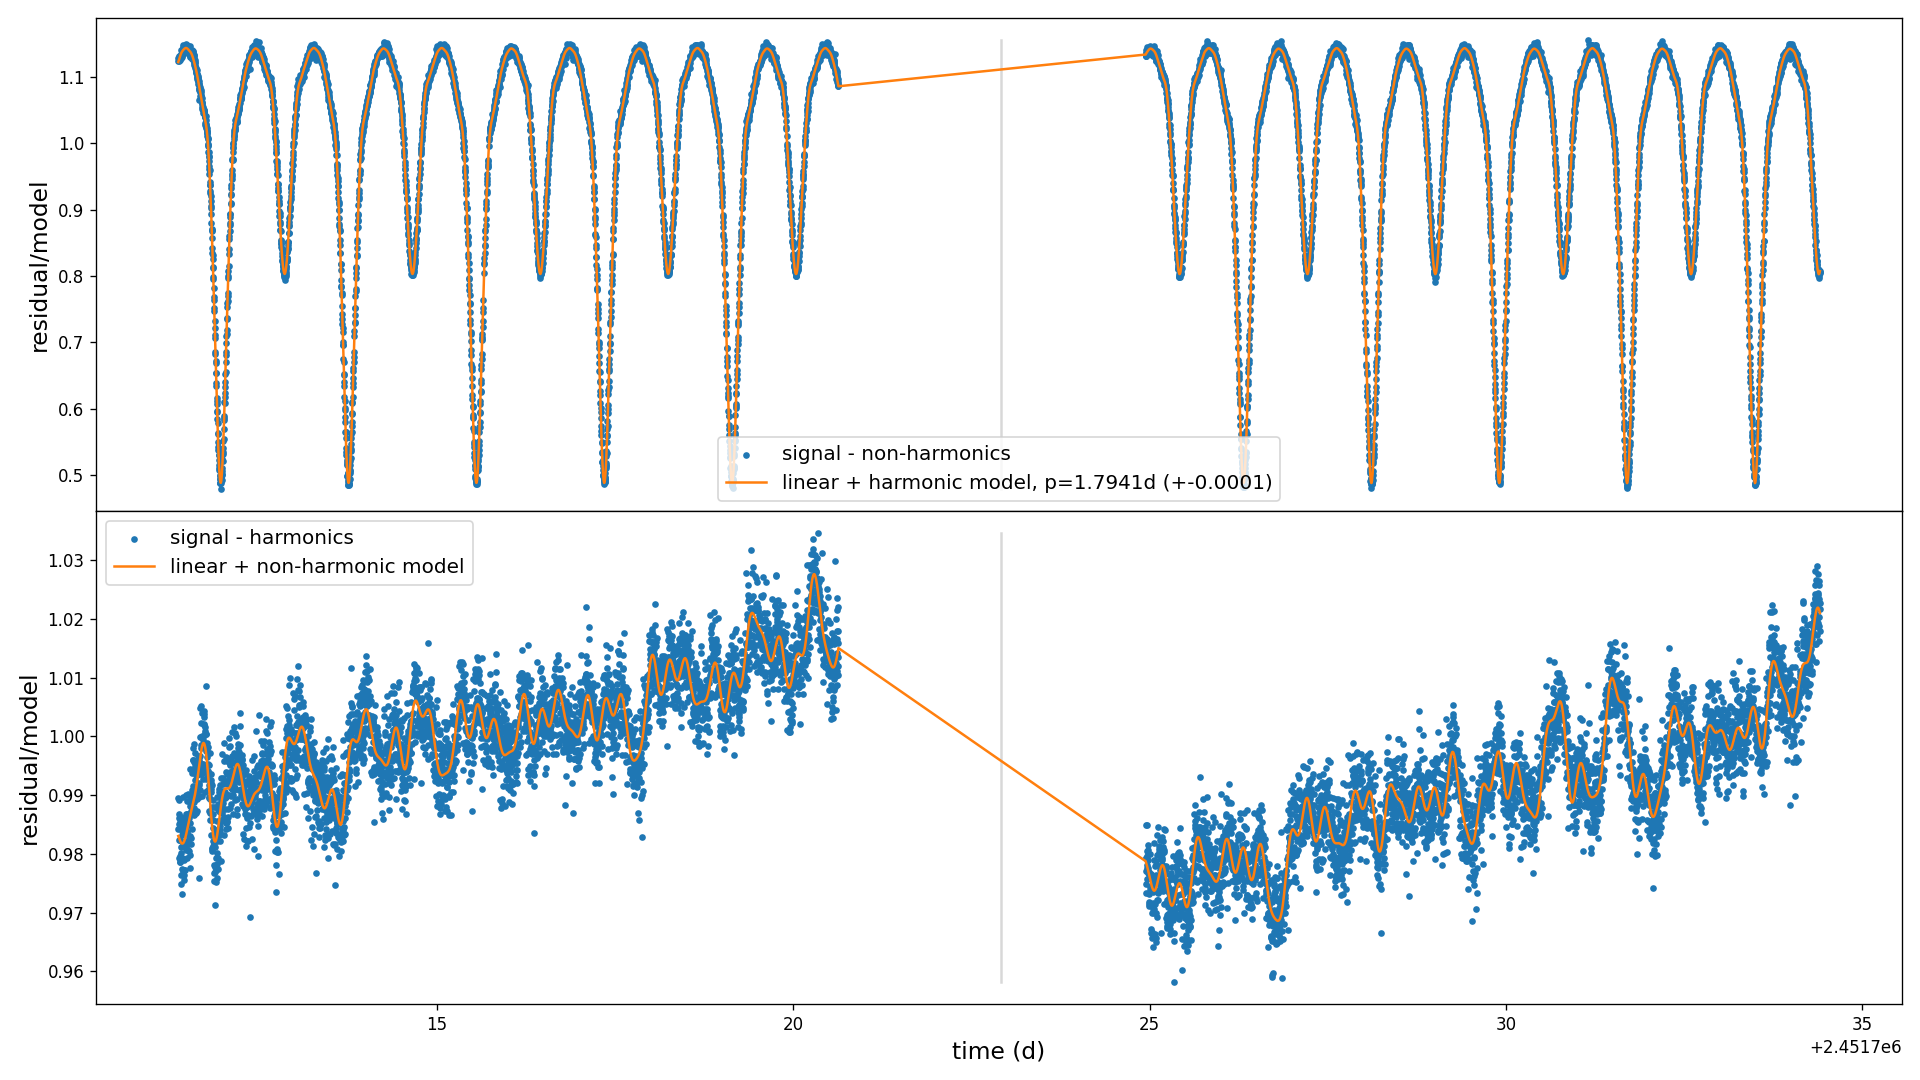 1.1
1.0
0.9
0.8
0.7
0.6
0.5
residual/model
signal - non-harmonics
linear + harmonic model, p=1.7941d (+-0.0001)
signal - harmonics
linear + non-harmonic model
1.03
1.02
1.01
1.00
0.99
0.98
0.97
0.96
residual/model
15
20
25
30
35
time (d)
+2.4517e6